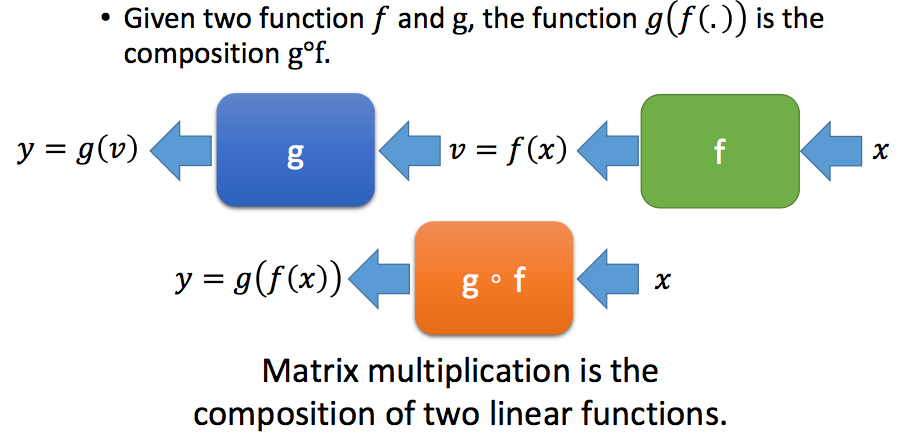 • Given two function f and g, the function g(f(.)) is the
composition g°f.
y = g(v) g v = f(x) f x
y = g(f(x)) g ∘ f x
Matrix multiplication is the
composition of two linear functions.